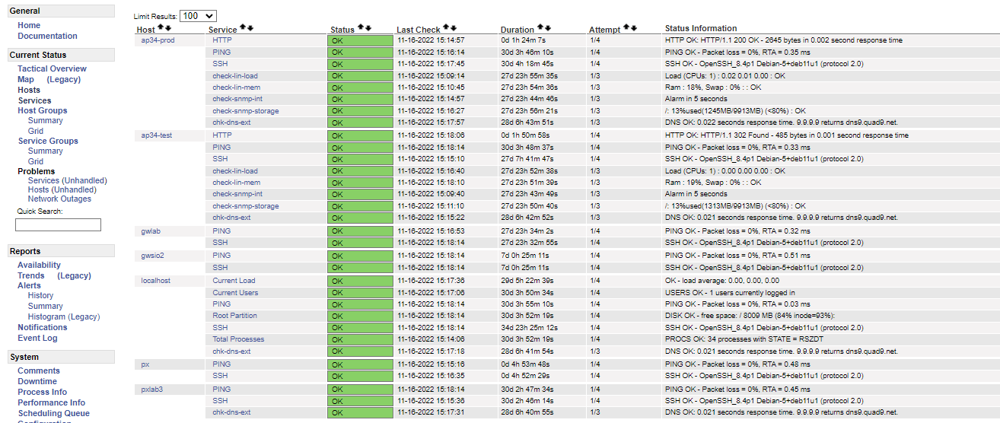 General
Home
Documentation
Current Status
Tactical Overview
Map (Legacy)
Hosts
Services
Host Groups
Summary
Grid
Service Groups
Summary
Grid
Problems
Services (Unhandled)
Hosts (Unhandled)
Network Outages
Quick Search:
Reports
Availability
Trends (Legacy)
Alerts
History
Summary
Histogram (Legacy)
Notifications
Event Log
System
Comments
Downtime
Process Info
Performance Info
Scheduling Queue
Configuration
Limit Results: 100
Host Service Status Last Check Duration Attempt Status Information
ap34-prod HTTP OK 11-16-2022 15:14:57 0d 1h 24m 7s 1/4 HTTP OK: HTTP/1.1 200 OK - 2645 bytes in 0.002 second response time
PING OK 11-16-2022 15:16:14 30d 3h 46m 10s 1/4 PING OK - Packet loss = 0%, RTA = 0.35 ms
SSH OK 11-16-2022 15:17:45 30d 4h 18m 45s 1/4 SSH OK - OpenSSH_8.4p1 Debian-5+deb11u1 (protocol 2.0)
check-lin-load OK 11-16-2022 15:09:14 27d 23h 55m 35s 1/3 Load (CPUs: 1) : 0.02 0.01 0.00 : OK
check-lin-mem OK 11-16-2022 15:10:45 27d 23h 54m 36s 1/3 Ram : 18%, Swap : 0% : : OK
check-snmp-int OK 11-16-2022 15:14:57 27d 23h 44m 46s 1/3 Alarm in 5 seconds
check-snmp-storage OK 11-16-2022 15:16:27 27d 23h 56m 21s 1/3 /: 13%used(1245MB/9913MB) (<80%) : OK
chk-dns-ext OK 11-16-2022 15:17:57 28d 6h 43m 51s 1/3 DNS OK: 0.022 seconds response time. 9.9.9.9 returns dns9.quad9.net.
ap34-test HTTP OK 11-16-2022 15:18:06 0d 1h 50m 58s 1/4 HTTP OK: HTTP/1.1 302 Found - 485 bytes in 0.001 second response time
PING OK 11-16-2022 15:18:14 30d 3h 48m 37s 1/4 PING OK - Packet loss = 0%, RTA = 0.33 ms
SSH OK 11-16-2022 15:15:10 27d 7h 41m 47s 1/4 SSH OK - OpenSSH_8.4p1 Debian-5+deb11u1 (protocol 2.0)
check-lin-load OK 11-16-2022 15:16:40 27d 23h 52m 38s 1/3 Load (CPUs: 1) : 0.00 0.00 0.00 : OK
check-lin-mem OK 11-16-2022 15:18:10 27d 23h 51m 39s 1/3 Ram : 19%, Swap : 0% : : OK
check-snmp-int OK 11-16-2022 15:09:40 27d 23h 43m 49s 1/3 Alarm in 5 seconds
check-snmp-storage OK 11-16-2022 15:11:10 27d 23h 50m 40s 1/3 /: 13%used(1313MB/9913MB) (<80%) : OK
chk-dns-ext OK 11-16-2022 15:15:22 28d 6h 42m 52s 1/3 DNS OK: 0.021 seconds response time. 9.9.9.9 returns dns9.quad9.net.
gwlab PING OK 11-16-2022 15:16:53 27d 23h 34m 2s 1/4 PING OK - Packet loss = 0%, RTA = 0.32 ms
SSH OK 11-16-2022 15:18:14 27d 23h 32m 55s 1/4 SSH OK - OpenSSH_8.4p1 Debian-5+deb11u1 (protocol 2.0)
gwsio2 PING OK 11-16-2022 15:18:14 7d 0h 25m 11s 1/4 PING OK - Packet loss = 0%, RTA = 0.51 ms
SSH OK 11-16-2022 15:18:14 7d 0h 25m 11s 1/4 SSH OK - OpenSSH_8.4p1 Debian-5+deb11u1 (protocol 2.0)
localhost Current Load OK 11-16-2022 15:17:36 29d 5h 22m 39s 1/4 OK - load average: 0.00, 0.00, 0.00
Current Users OK 11-16-2022 15:17:06 30d 3h 50m 34s 1/4 USERS OK - 1 users currently logged in
PING OK 11-16-2022 15:18:14 30d 3h 55m 10s 1/4 PING OK - Packet loss = 0%, RTA = 0.03 ms
Root Partition OK 11-16-2022 15:18:14 30d 3h 52m 19s 1/4 DISK OK - free space: / 8009 MB (84% inode=93%):
SSH OK 11-16-2022 15:18:14 34d 23h 25m 12s 1/4 SSH OK - OpenSSH_8.4p1 Debian-5+deb11u1 (protocol 2.0)
Total Processes OK 11-16-2022 15:14:06 30d 3h 52m 19s 1/4 PROCS OK: 34 processes with STATE = RSZDT
chk-dns-ext OK 11-16-2022 15:17:18 28d 6h 41m 54s 1/3 DNS OK: 0.021 seconds response time. 9.9.9.9 returns dns9.quad9.net.
px PING OK 11-16-2022 15:15:16 0d 4h 53m 48s 1/4 PING OK - Packet loss = 0%, RTA = 0.48 ms
SSH OK 11-16-2022 15:16:35 0d 4h 52m 29s 1/4 SSH OK - OpenSSH_8.4p1 Debian-5+deb11u1 (protocol 2.0)
pxlab3 PING OK 11-16-2022 15:18:14 30d 2h 47m 34s 1/4 PING OK - Packet loss = 0%, RTA = 0.45 ms
SSH OK 11-16-2022 15:15:36 30d 2h 46m 14s 1/4 SSH OK - OpenSSH_8.4p1 Debian-5+deb11u1 (protocol 2.0)
chk-dns-ext OK 11-16-2022 15:17:31 28d 6h 40m 55s 1/3 DNS OK: 0.021 seconds response time. 9.9.9.9 returns dns9.quad9.net.